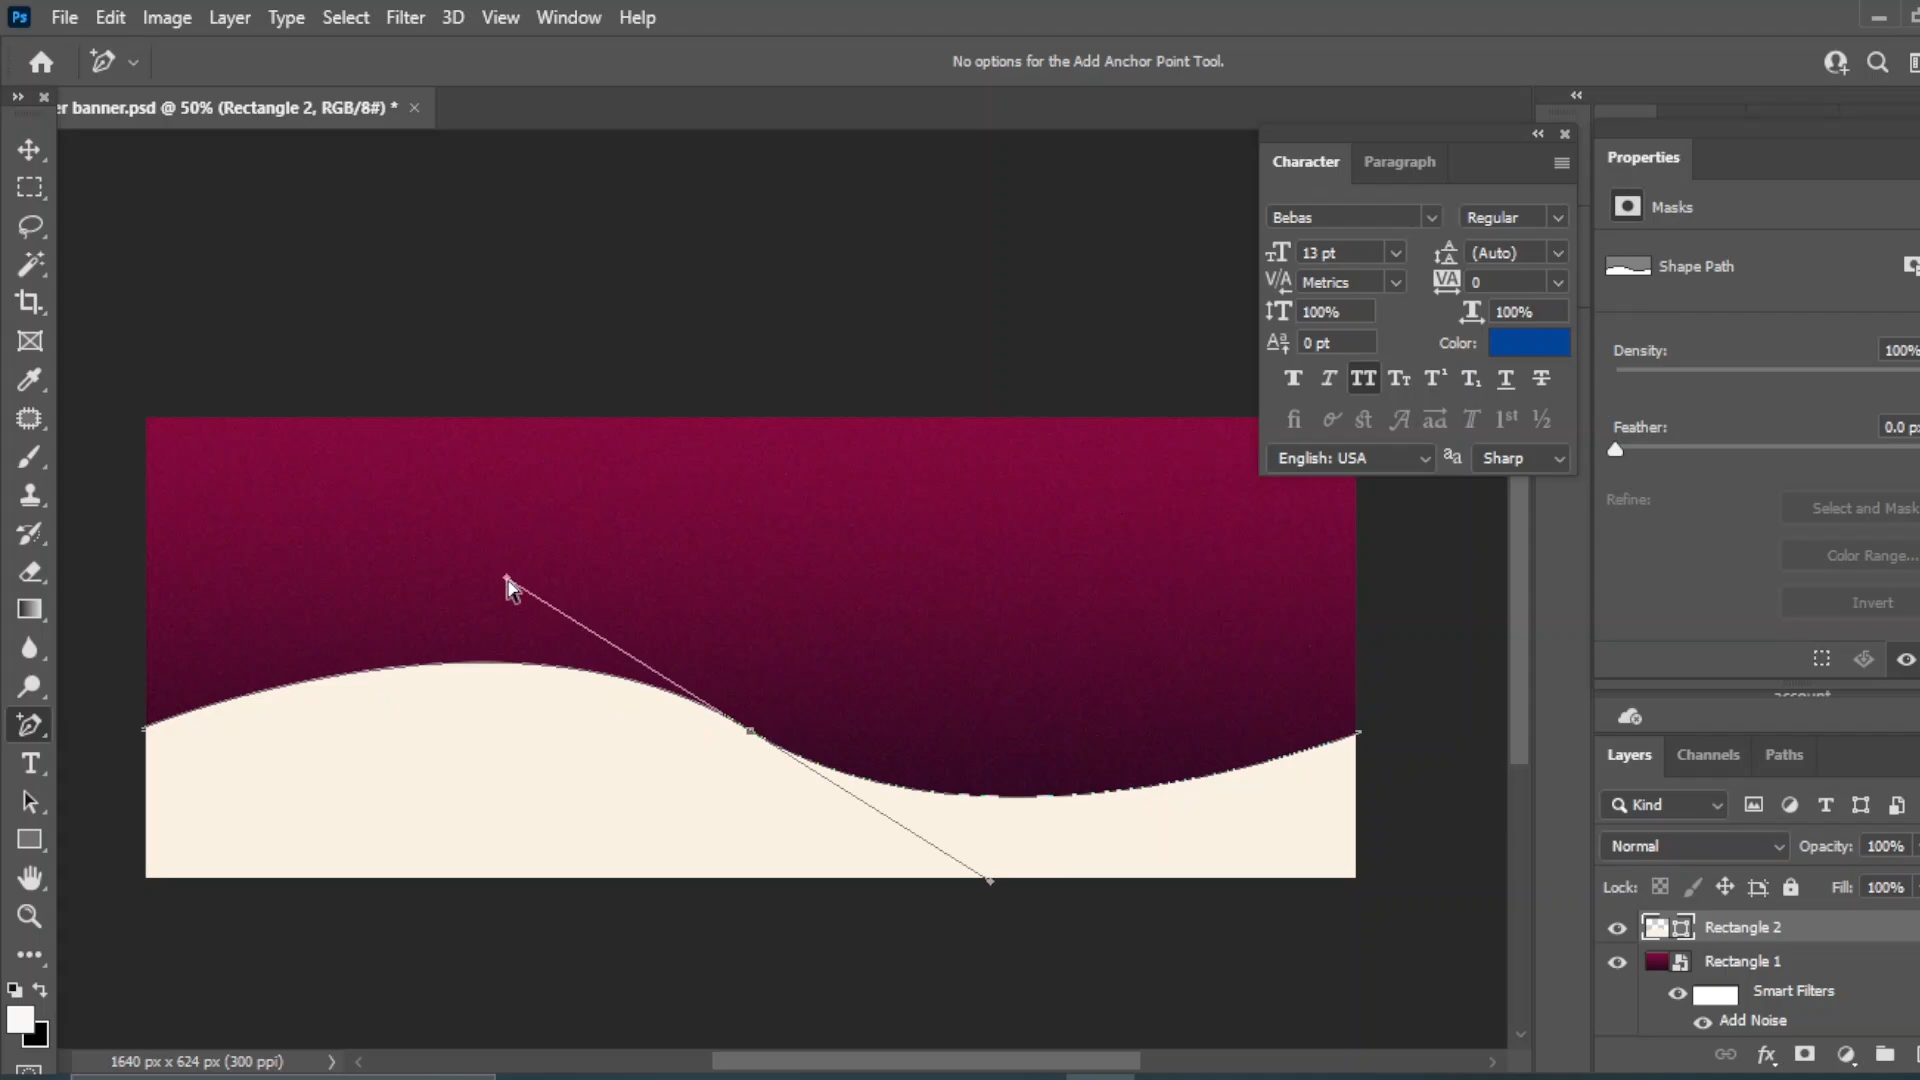 Ps File Edit Image Layer Type Select Filter 3D View Window Help
No options for the Add Anchor Point Tool.
er banner.psd @ 50% (Rectangle 2, RGB/8#) *
Character Paragraph
Bebas Regular
13 pt (Auto)
Metrics 0
100% 100%
0 pt Color:
English: USA aa Sharp
Properties
Masks
Shape Path
Density: 100%
Feather: 0.0 p
Refine: Select and Mask
Color Range...
Invert
account
Layers Channels Paths
Kind
Normal Opacity: 100%
Lock: Fill: 100%
Rectangle 2
Rectangle 1
Smart Filters
Add Noise
fx
1640 px x 624 px (300 ppi)